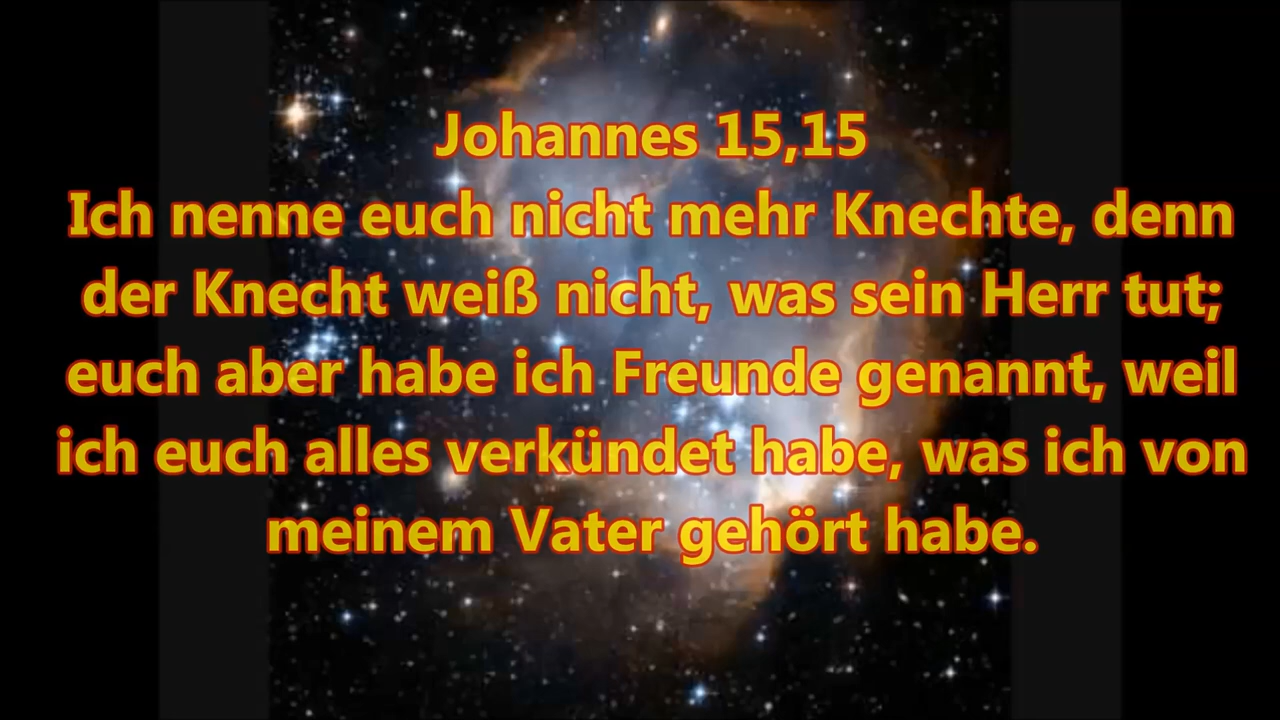 Johannes 15,15
Ich nenne euch nicht mehr Knechte, denn
der Knecht weiß nicht, was sein Herr tut;
euch aber habe ich Freunde genannt, weil
ich euch alles verkündet habe, was ich von
meinem Vater gehört habe.